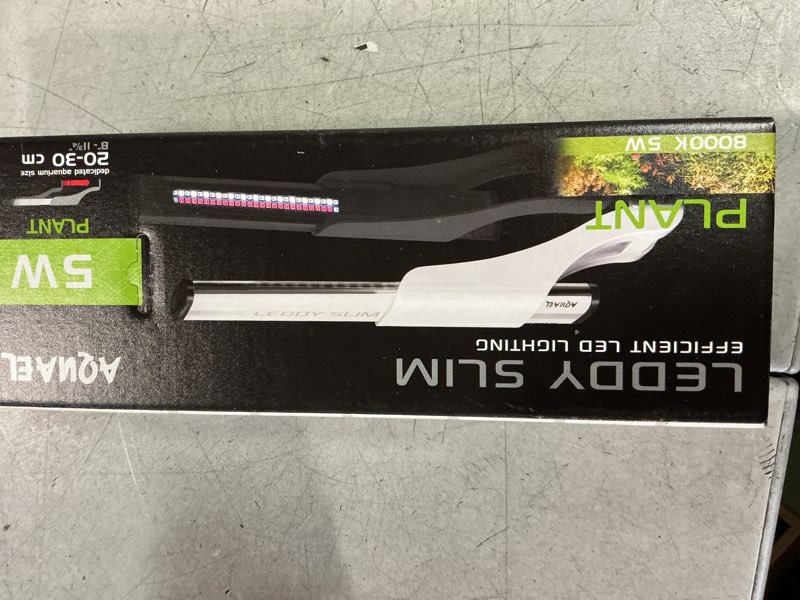 LEDDY SLIM
EFFICIENT LED LIGHTING
AQUAEL
LEDDY SLIM
AQUAEL
PLANT
8000K 5W
5W
PLANT
dedicated aquarium size
20-30 cm
8" - 11¾"